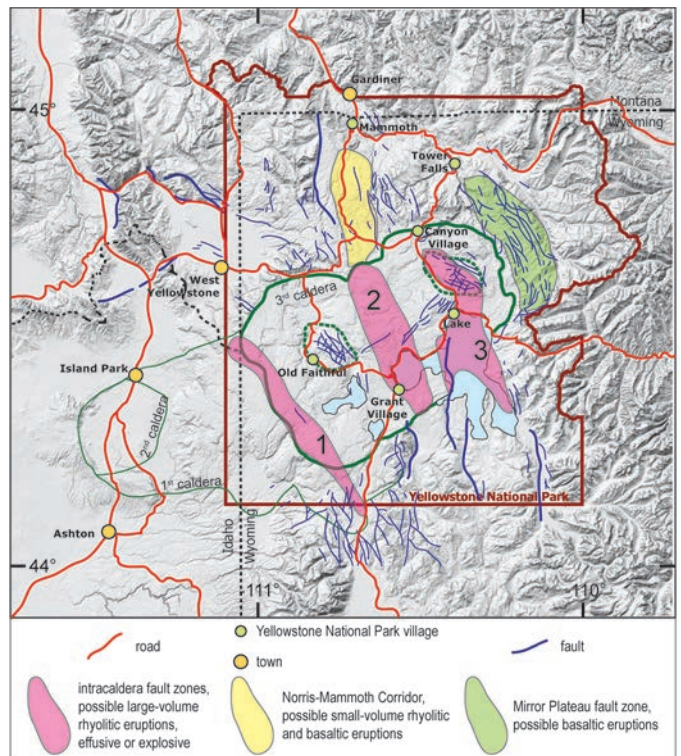 Gardiner
45°
Montana
Wyoming
Mammoth
Tower
Falls
Canyon
Village
West
Yellowstone
3rd caldera
2
Lake
Island Park
Old Faithful
3
Grant
Village
2nd caldera
1
1st caldera
Yellowstone National Park
Ashton
Idaho
Wyoming
44°
111
110
road
Yellowstone National Park village
town
fault
intracaldera fault zones,
possible large-volume
rhyolitic eruptions,
effusive or explosive
Norris-Mammoth Corridor,
possible small-volume rhyolitic
and basaltic eruptions
Mirror Plateau fault zone,
possible basaltic eruptions